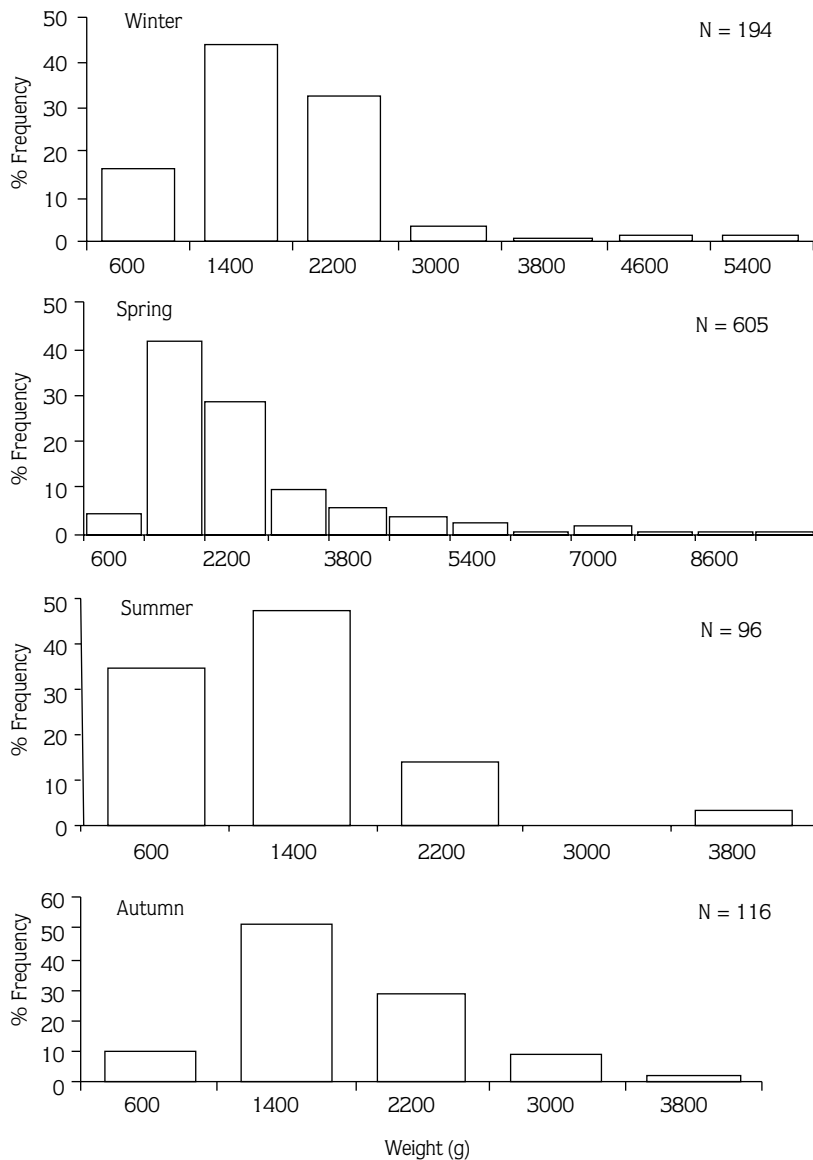 Winter
N = 194
% Frequency
50
40
30
20
10
0
600 1400 2200 3000 3800 4600 5400
Spring
N = 605
% Frequency
50
40
30
20
10
0
600 2200 3800 5400 7000 8600
Summer
N = 96
% Frequency
50
40
30
20
10
0
600 1400 2200 3000 3800
Autumn
N = 116
% Frequency
60
50
40
30
20
10
0
600 1400 2200 3000 3800
Weight (g)